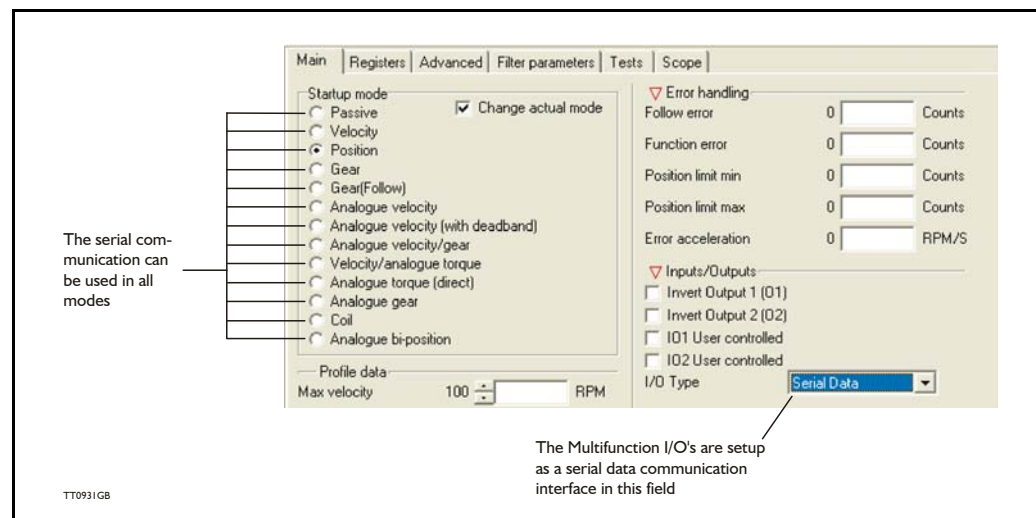 Main Registers Advanced Filter parameters Tests Scope
Startup mode
Change actual mode
Passive
Velocity
Position
Gear
Gear(Follow)
Analogue velocity
Analogue velocity (with deadband)
Analogue velocity/gear
Velocity/analogue torque
Analogue torque (direct)
Analogue gear
Coil
Analogue bi-position
Profile data
Max velocity 100 RPM
Error handling
Follow error 0 Counts
Function error 0 Counts
Position limit min 0 Counts
Position limit max 0 Counts
Error acceleration 0 RPM/S
Inputs/Outputs
Invert Output 1 (O1)
Invert Output 2 (O2)
IO1 User controlled
IO2 User controlled
I/O Type Serial Data
The serial com-
munication can
be used in all
modes
The Multifunction I/O's are setup
as a serial data communication
interface in this field
TT0931GB